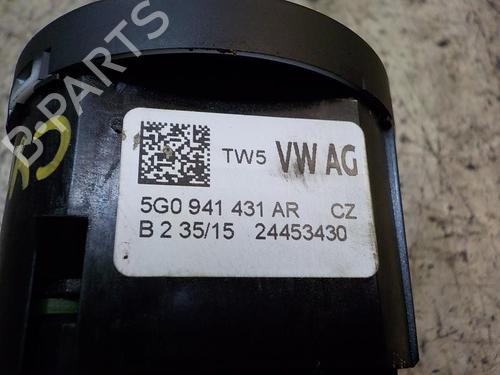 B-PARTS
TW5 VW AG
5G0 941 431 AR CZ
B 2 35/15 24453430